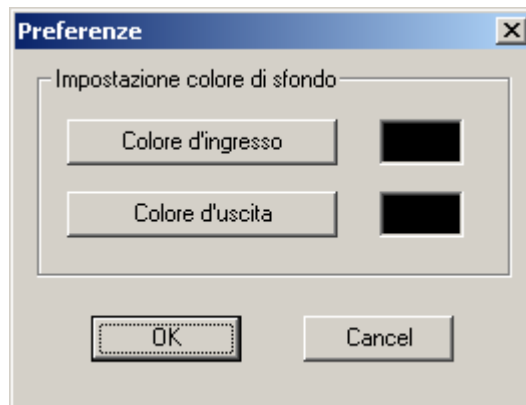 Preferenze
Impostazione colore di sfondo
Colore d'ingresso
Colore d'uscita
OK
Cancel